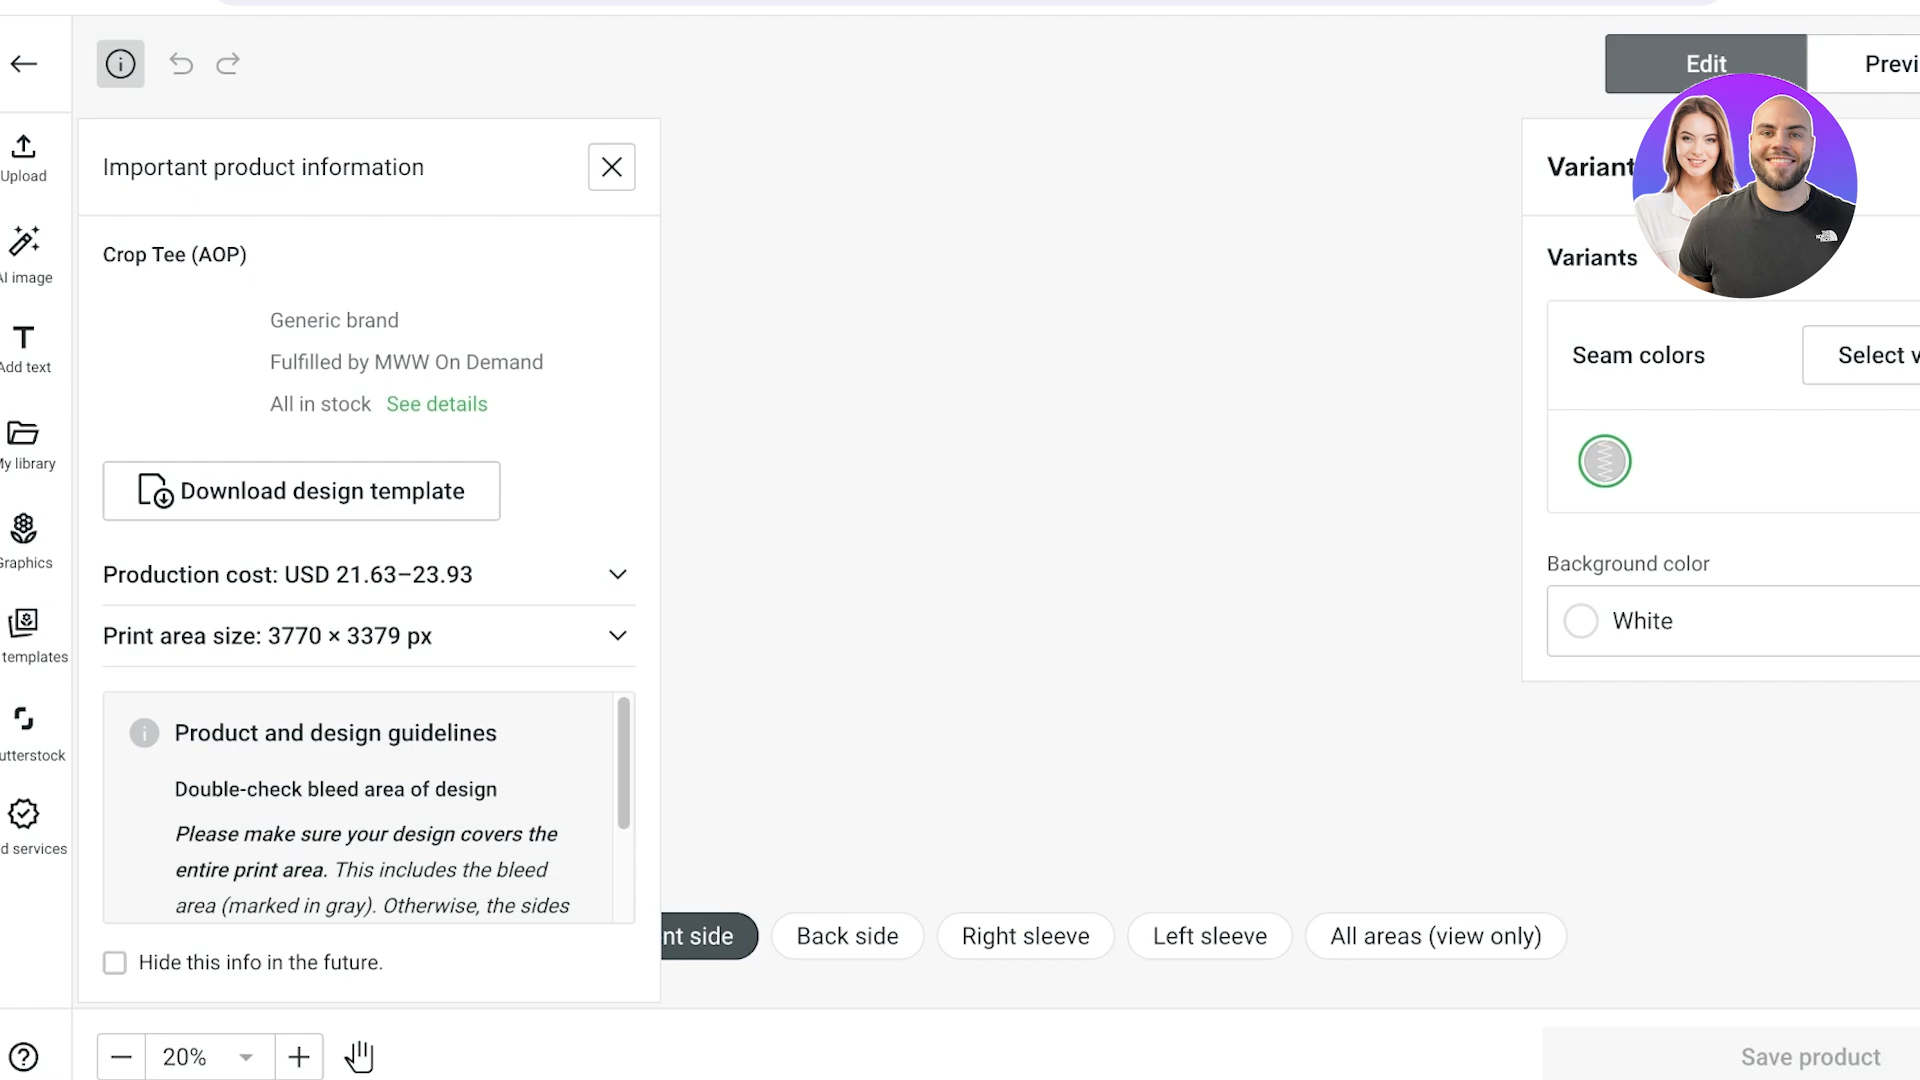 Edit
Previ
Upload
AI image
Add text
My library
Graphics
templates
utterstock
d services
Important product information
Crop Tee (AOP)
Generic brand
Fulfilled by MWW On Demand
All in stock See details
Download design template
Production cost: USD 21.63–23.93
Print area size: 3770 × 3379 px
Product and design guidelines
Double-check bleed area of design
Please make sure your design covers the
entire print area. This includes the bleed
area (marked in gray). Otherwise, the sides
Hide this info in the future.
nt side
Back side
Right sleeve
Left sleeve
All areas (view only)
Variant
Variants
Seam colors
Select v
Background color
White
20%
Save product